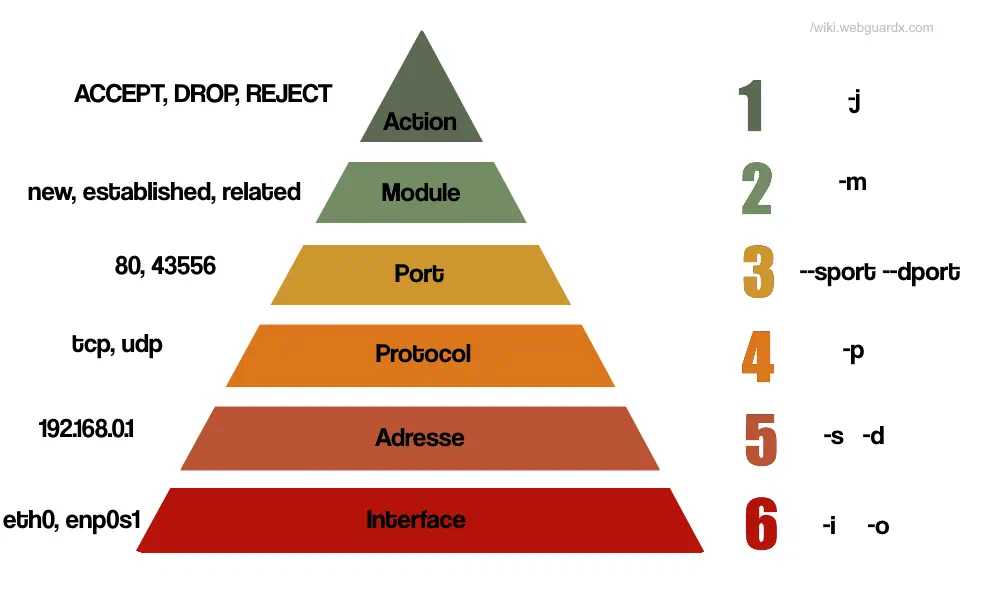 /wiki.webguardx.com
ACCEPT, DROP, REJECT
Action
1
-j
new, established, related
Module
2
-m
80, 43556
Port
3
--sport --dport
tcp, udp
Protocol
4
-p
192.168.0.1
Adresse
5
-s -d
eth0, enp0s1
Interface
6
-i -o